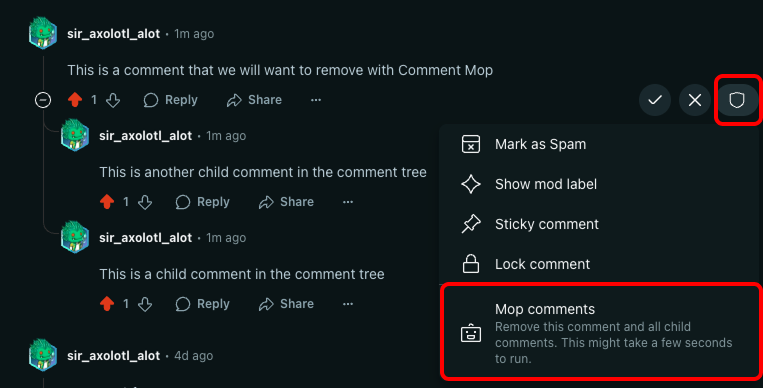 sir_axolotl_alot • 1m ago
This is a comment that we will want to remove with Comment Mop
1 Reply Share ...
sir_axolotl_alot • 1m ago
This is another child comment in the comment tree
1 Reply Share ...
sir_axolotl_alot • 1m ago
This is a child comment in the comment tree
1 Reply Share ...
sir_axolotl_alot • 4d ago
Mark as Spam
Show mod label
Sticky comment
Lock comment
Mop comments
Remove this comment and all child
comments. This might take a few seconds
to run.